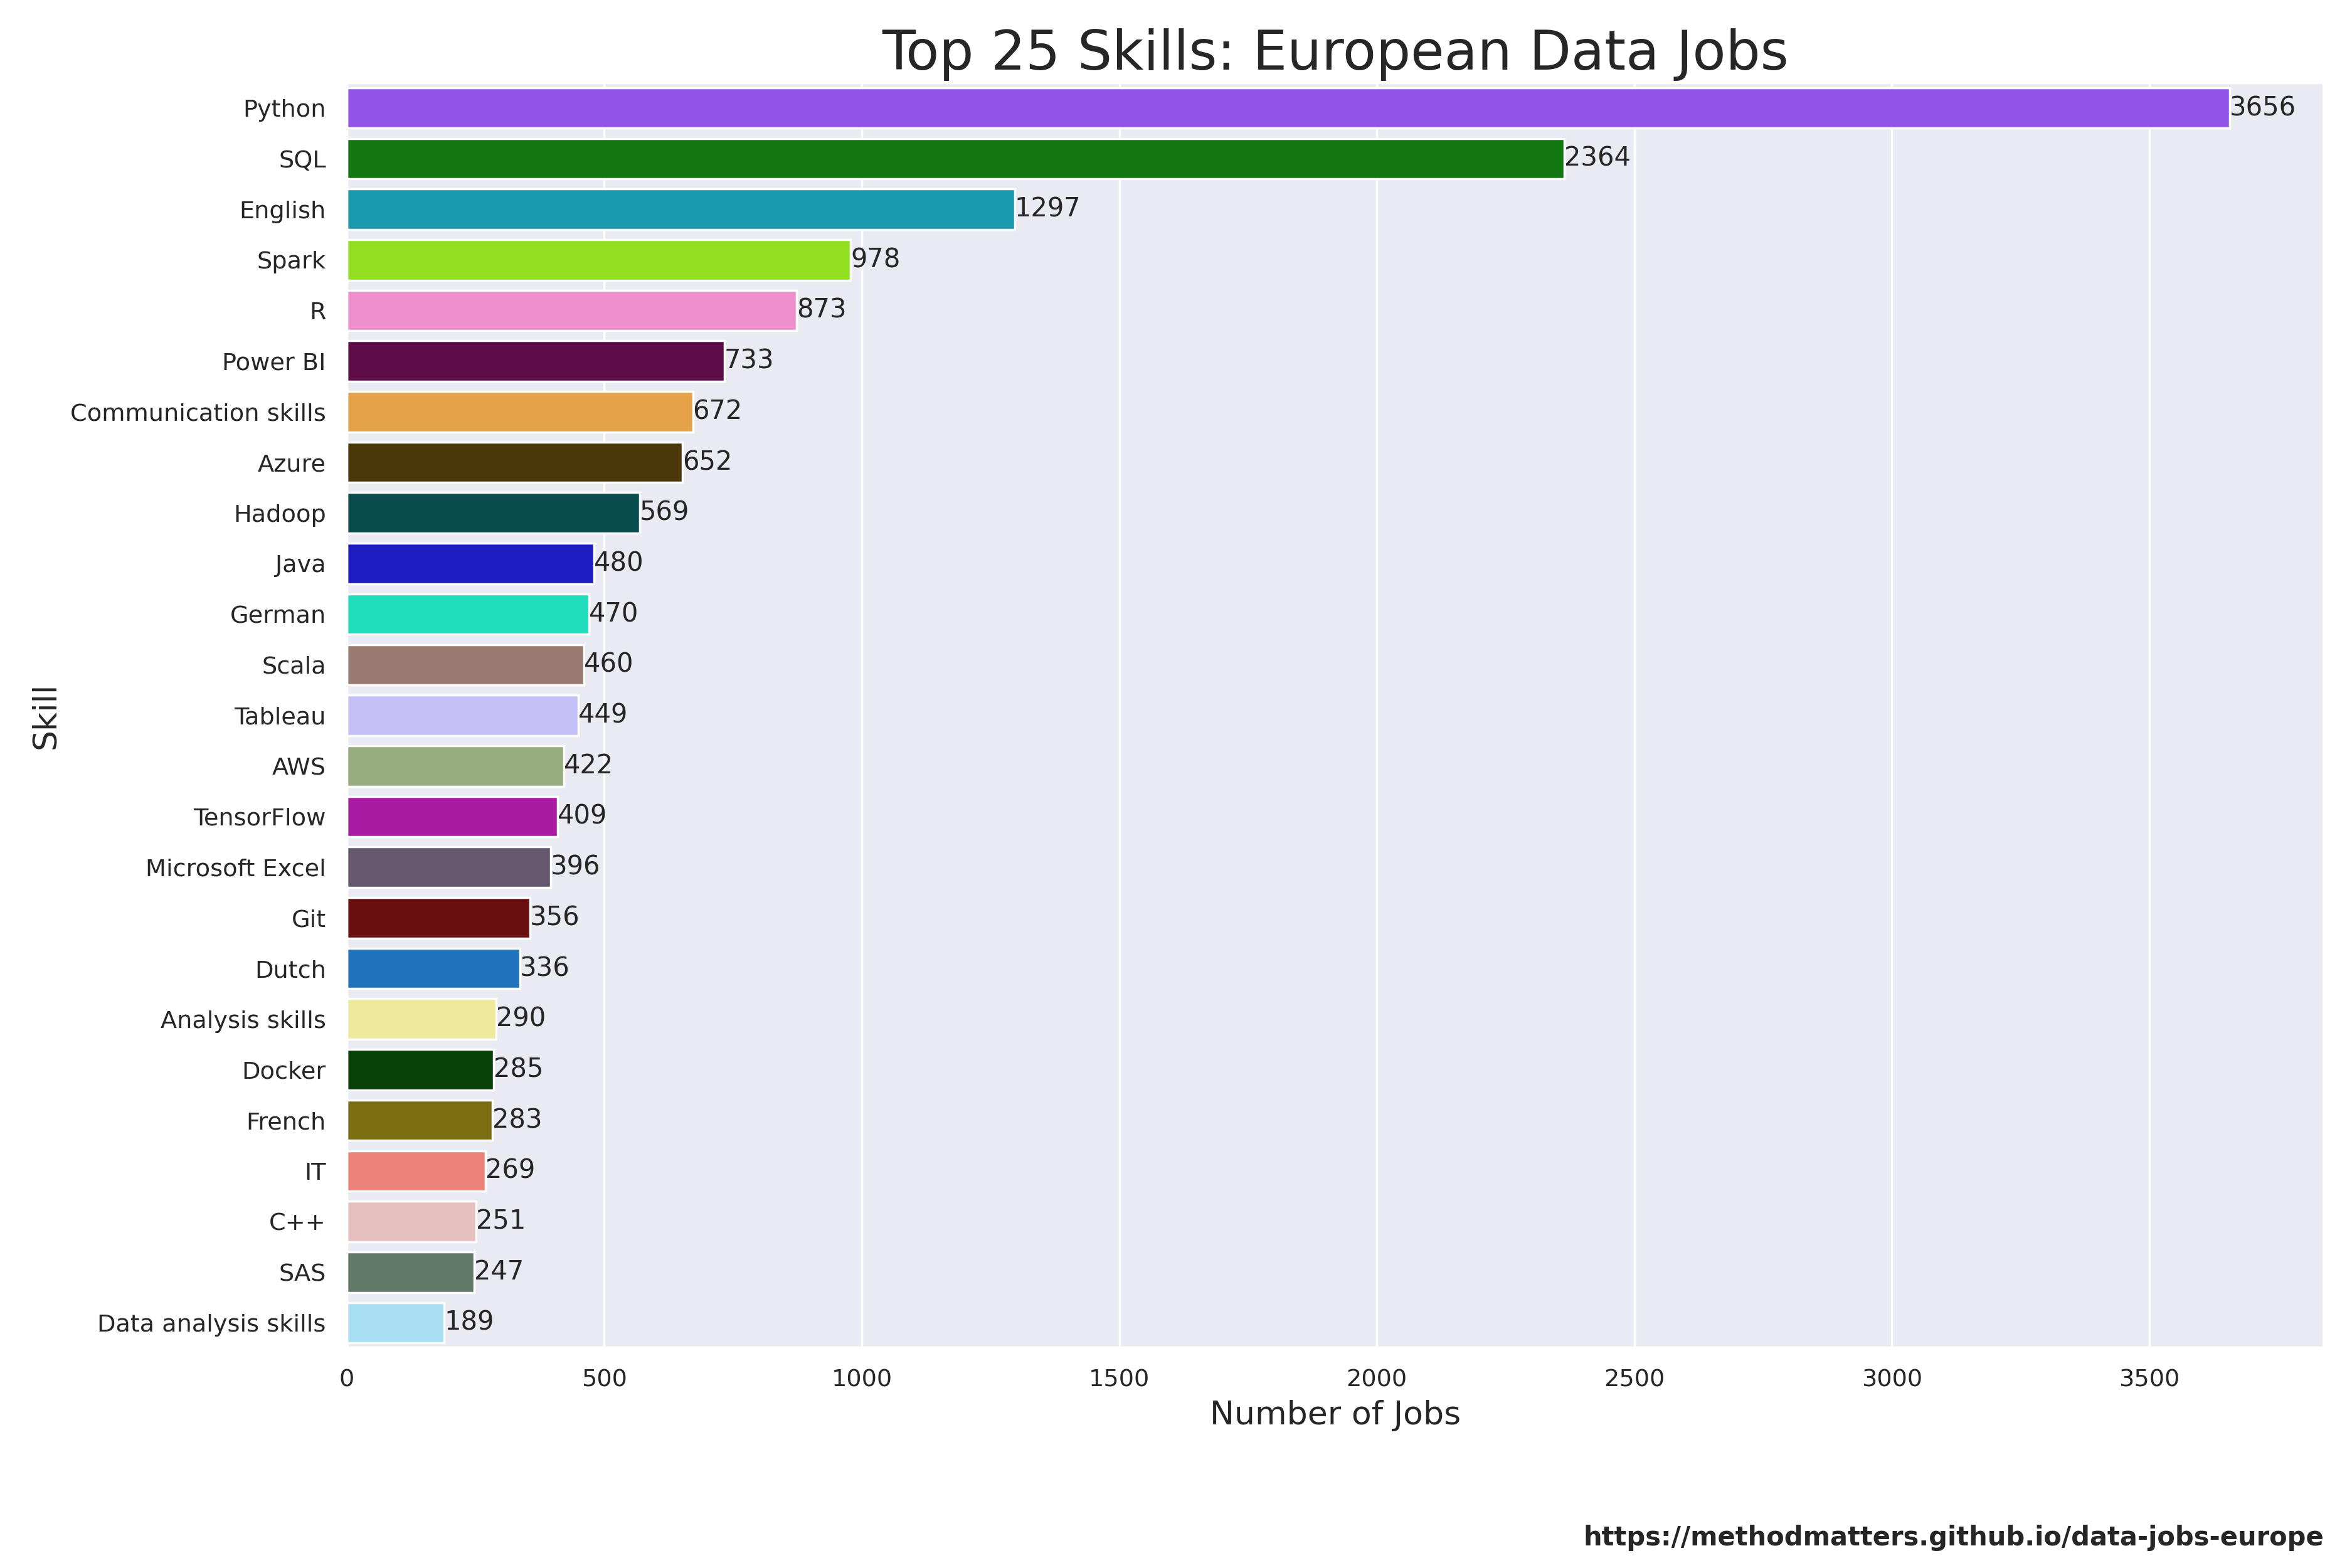 Top 25 Skills: European Data Jobs
Python 3656
SQL 2364
English 1297
Spark 978
R 873
Power BI 733
Communication skills 672
Azure 652
Hadoop 569
Java 480
German 470
Scala 460
Tableau 449
AWS 422
TensorFlow 409
Microsoft Excel 396
Git 356
Dutch 336
Analysis skills 290
Docker 285
French 283
IT 269
C++ 251
SAS 247
Data analysis skills 189
Skill
0 500 1000 1500 2000 2500 3000 3500
Number of Jobs
https://methodmatters.github.io/data-jobs-europe